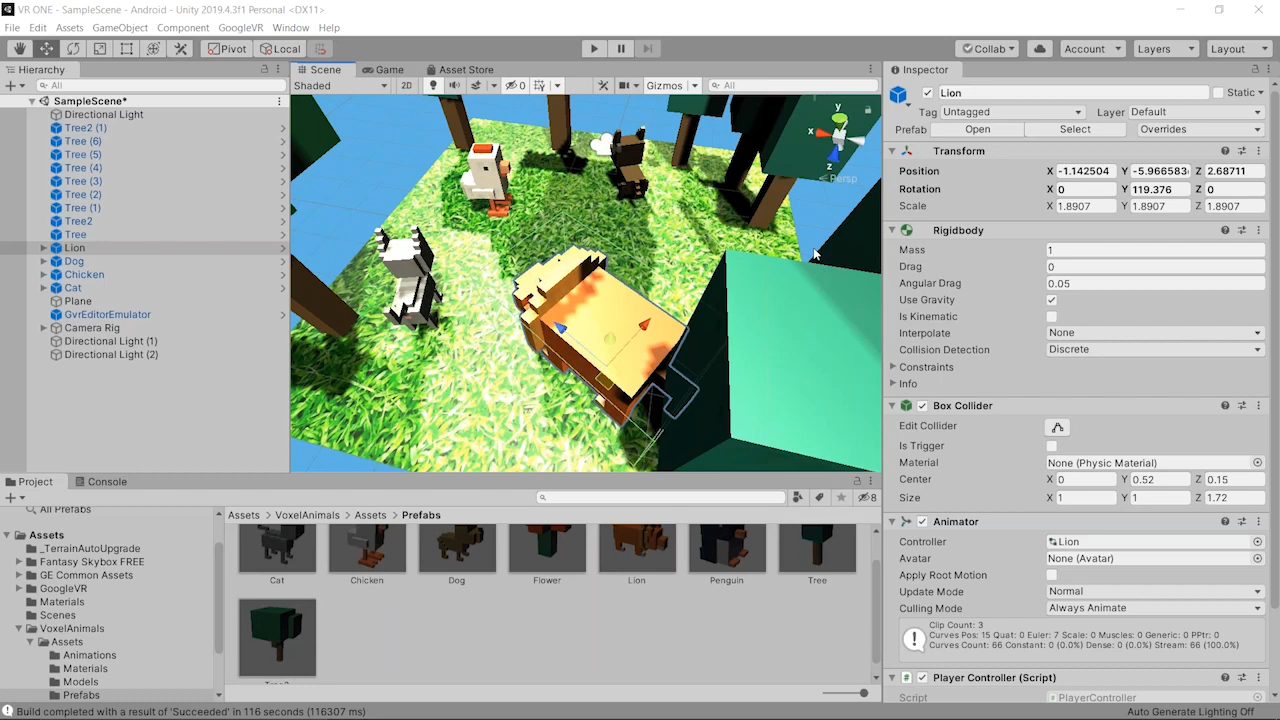 VR ONE - SampleScene - Android - Unity 2019.4.3f1 Personal <DX11>
File Edit Assets GameObject Component GoogleVR Window Help
Pivot Local Collab Account Layers Layout
Hierarchy Scene Game Asset Store Inspector
All Shaded 2D 0 Gizmos All
SampleScene*
Directional Light
Tree2 (1)
Tree (6)
Tree (5)
Tree (4)
Tree (3)
Tree (2)
Tree (1)
Tree2
Tree
Lion
Dog
Chicken
Cat
Plane
GvrEditorEmulator
Camera Rig
Directional Light (1)
Directional Light (2)
y
x
z
Persp
Lion Static
Tag Untagged Layer Default
Prefab Open Select Overrides
Transform
Position X -1.142504 Y -5.966583 Z 2.68711
Rotation X 0 Y 119.376 Z 0
Scale X 1.8907 Y 1.8907 Z 1.8907
Rigidbody
Mass 1
Drag 0
Angular Drag 0.05
Use Gravity
Is Kinematic
Interpolate None
Collision Detection Discrete
Constraints
Info
Box Collider
Edit Collider
Is Trigger
Material None (Physic Material)
Center X 0 Y 0.52 Z 0.15
Size X 1 Y 1 Z 1.72
Animator
Controller Lion
Avatar None (Avatar)
Apply Root Motion
Update Mode Normal
Culling Mode Always Animate
Clip Count: 3
Curves Pos: 15 Quat: 0 Euler: 7 Scale: 0 Muscles: 0 Generic: 0 PPtr: 0
Curves Count: 66 Constant: 0 (0.0%) Dense: 0 (0.0%) Stream: 66 (100.0%)
Player Controller (Script)
Script PlayerController
Project Console
8
All Prefabs
Assets
_TerrainAutoUpgrade
Fantasy Skybox FREE
GE Common Assets
GoogleVR
Materials
Scenes
VoxelAnimals
Assets
Animations
Materials
Models
Prefabs
Assets > VoxelAnimals > Assets > Prefabs
Cat Chicken Dog Flower Lion Penguin Tree
Tree2
Build completed with a result of 'Succeeded' in 116 seconds (116307 ms)
Auto Generate Lighting Off